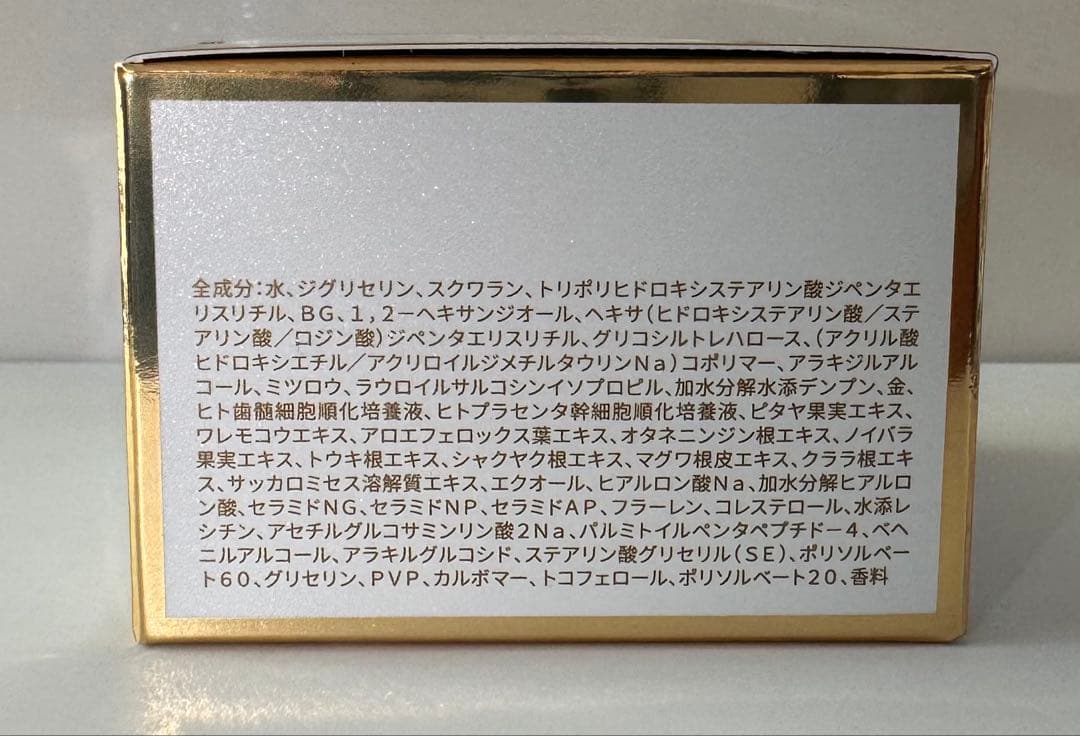 全成分：水、ジグリセリン、スクワラン、トリポリヒドロキシステアリン酸ジペンタエ
リスリチル、BG、1，2－ヘキサンジオール、ヘキサ（ヒドロキシステアリン酸／ステ
アリン酸／ロジン酸）ジペンタエリスリチル、グリコシルトレハロース、（アクリル酸
ヒドロキシエチル／アクリロイルジメチルタウリンNa）コポリマー、アラキジルアル
コール、ミツロウ、ラウロイルサルコシンイソプロピル、加水分解水添デンプン、金、
ヒト歯髄細胞順化培養液、ヒトプラセンタ幹細胞順化培養液、ピタヤ果実エキス、
ワレモコウエキス、アロエフェロックス葉エキス、オタネニンジン根エキス、ノイバラ
果実エキス、トウキ根エキス、シャクヤク根エキス、マグワ根皮エキス、クララ根エキ
ス、サッカロミセス溶解質エキス、エクオール、ヒアルロン酸Na、加水分解ヒアルロ
ン酸、セラミドNG、セラミドNP、セラミドAP、フラーレン、コレステロール、水添レ
シチン、アセチルグルコサミンリン酸2Na、パルミトイルペンタペプチド－4、ベヘ
ニルアルコール、アラキルグルコシド、ステアリン酸グリセリル（SE）、ポリソルベー
ト60、グリセリン、PVP、カルボマー、トコフェロール、ポリソルベート20、香料